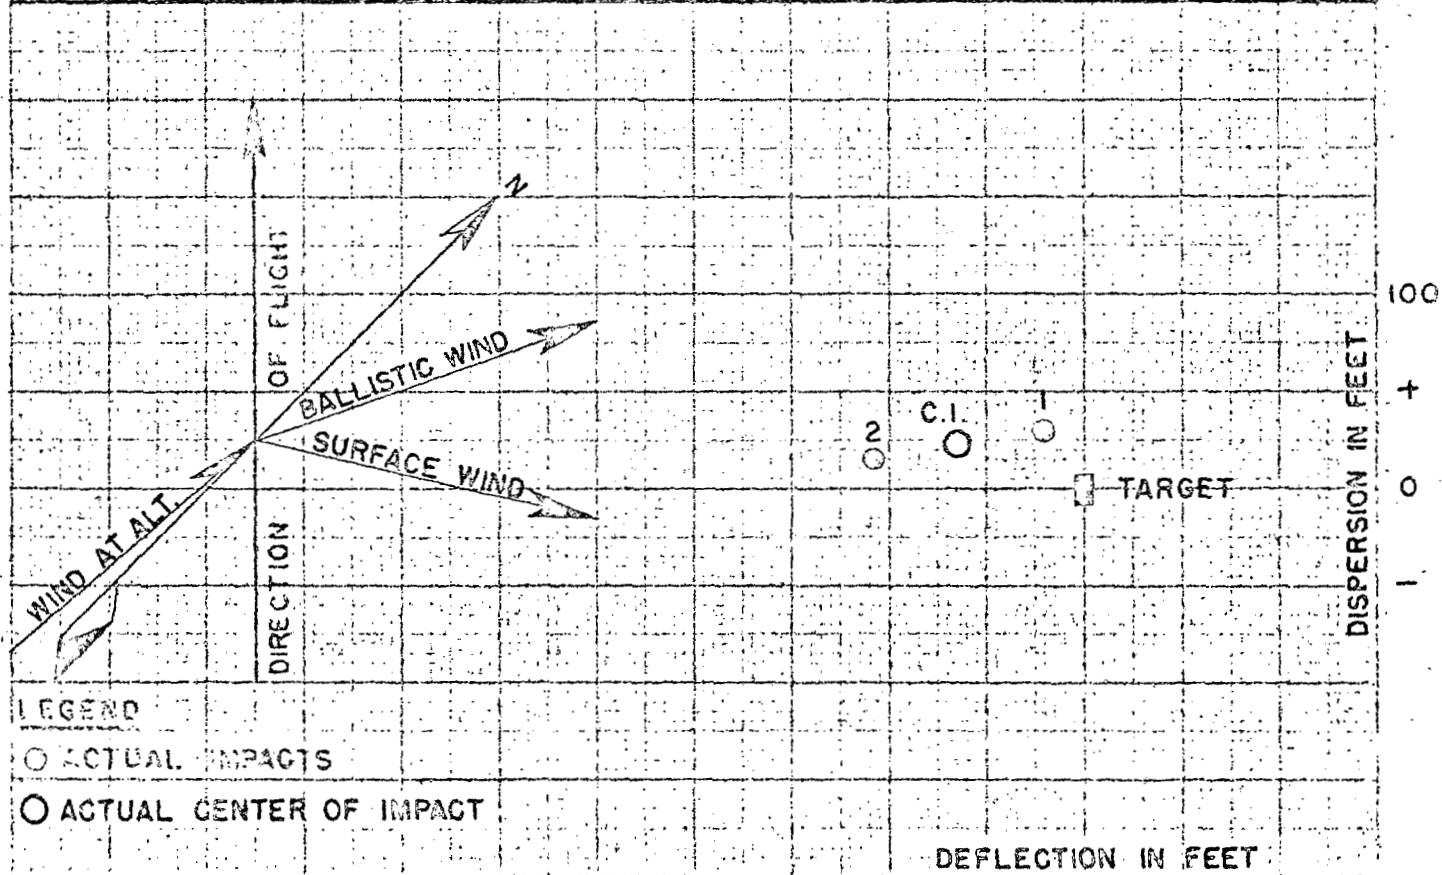 N
DIRECTION OF FLIGHT
BALLISTIC WIND
SURFACE WIND
WIND AT ALT.
2
C.I.
1
TARGET
100
+
0
-
DISPERSION IN FEET
LEGEND
ACTUAL IMPACTS
ACTUAL CENTER OF IMPACT
DEFLECTION IN FEET